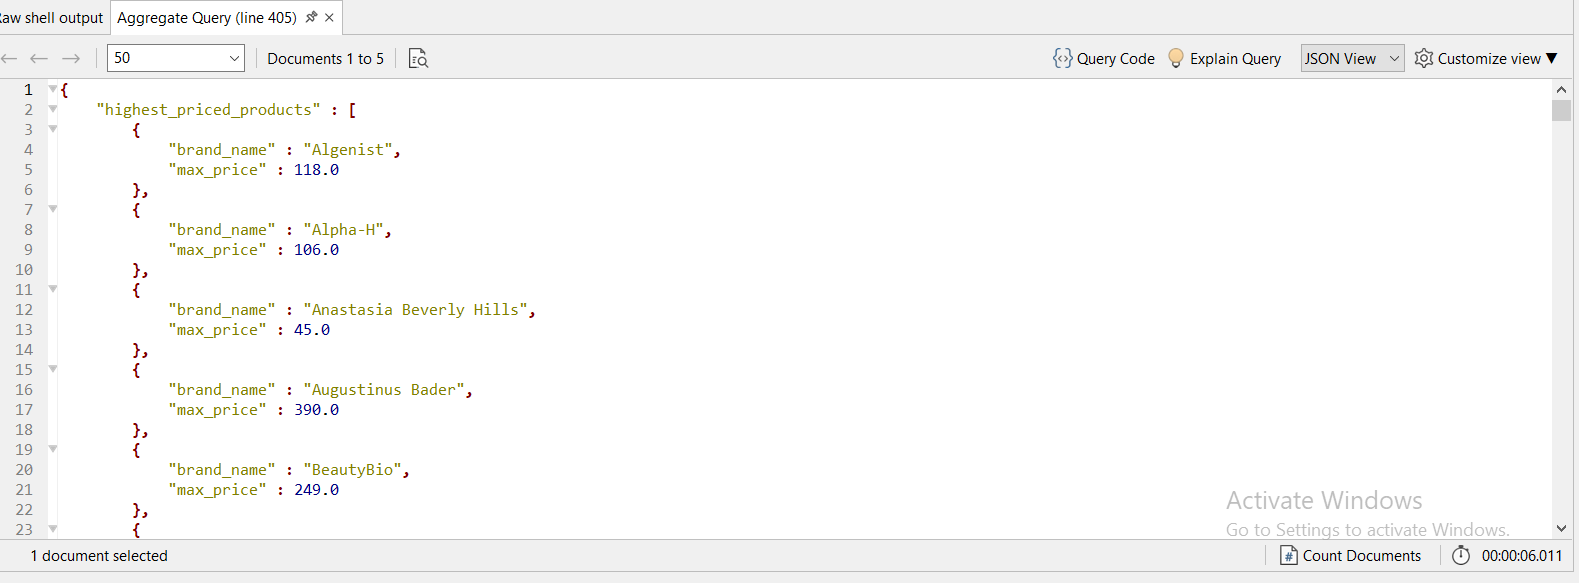 Raw shell output Aggregate Query (line 405)
50 Documents 1 to 5 Query Code Explain Query JSON View Customize view
1 {
2 "highest_priced_products" : [
3 {
4 "brand_name" : "Algenist",
5 "max_price" : 118.0
6 },
7 {
8 "brand_name" : "Alpha-H",
9 "max_price" : 106.0
10 },
11 {
12 "brand_name" : "Anastasia Beverly Hills",
13 "max_price" : 45.0
14 },
15 {
16 "brand_name" : "Augustinus Bader",
17 "max_price" : 390.0
18 },
19 {
20 "brand_name" : "BeautyBio",
21 "max_price" : 249.0
22 },
23 {
Activate Windows
Go to Settings to activate Windows.
1 document selected # Count Documents 00:00:06.011